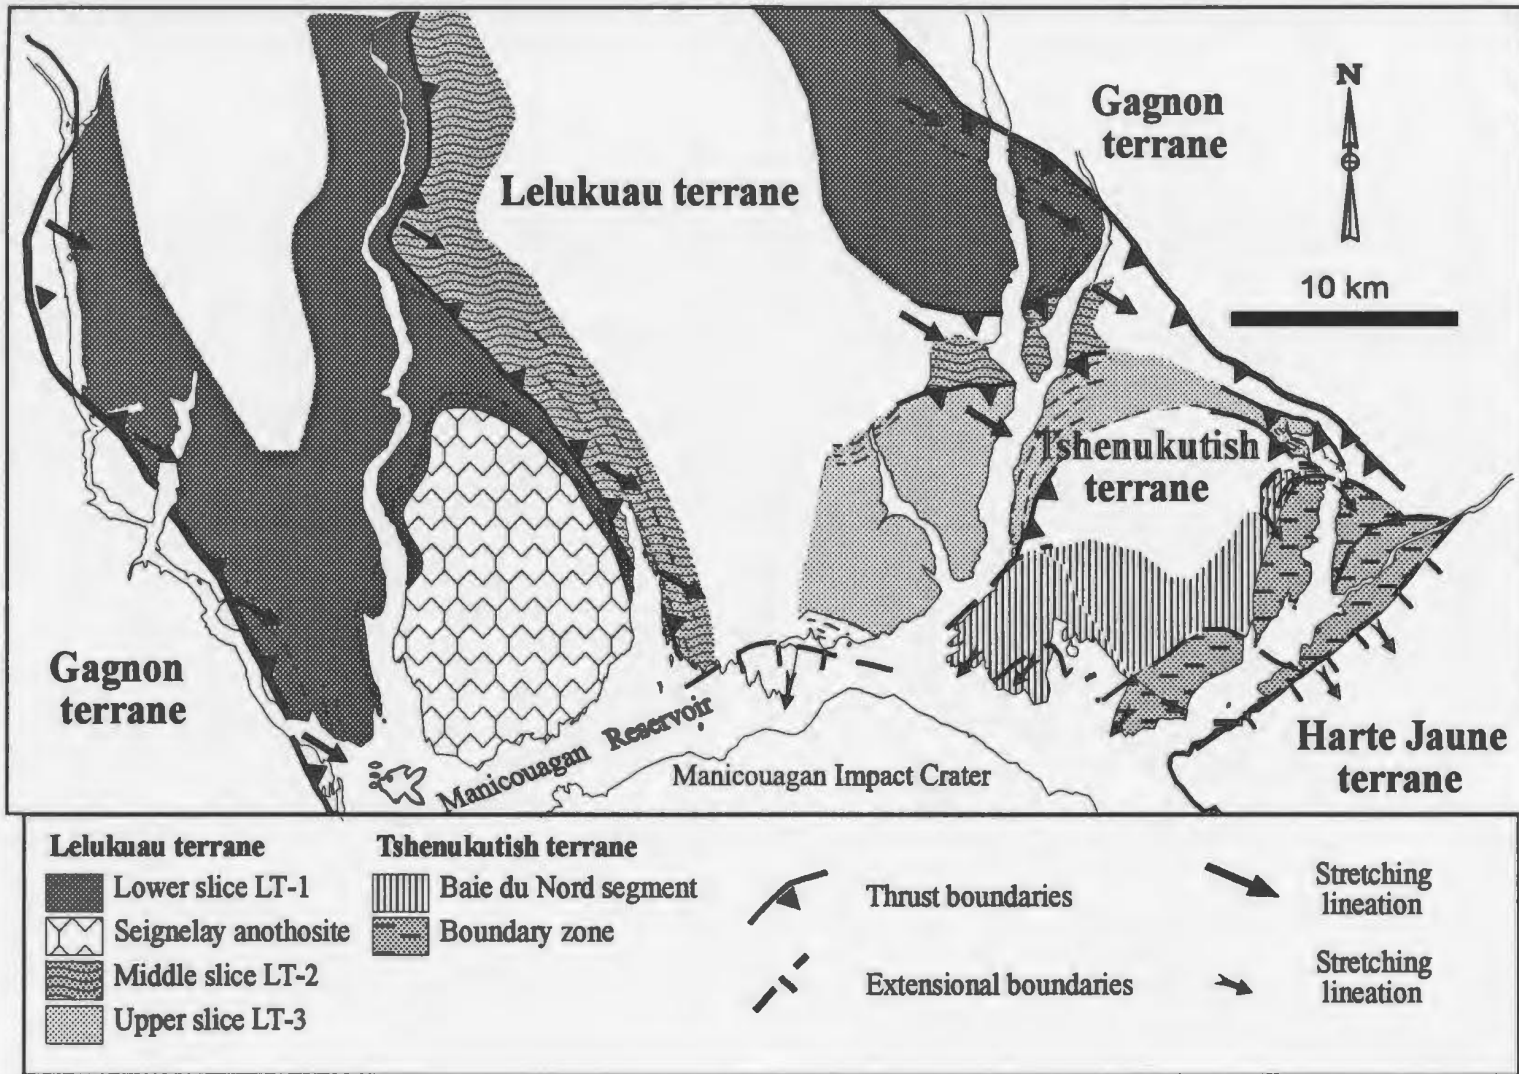 Gagnon
terrane
N
Lelukuau terrane
10 km
Tshenukutish
terrane
Gagnon
terrane
Manicouagan Reservoir
Manicouagan Impact Crater
Harte Jaune
terrane
Lelukuau terrane
Lower slice LT-1
Seignelay anothosite
Middle slice LT-2
Upper slice LT-3
Tshenukutish terrane
Baie du Nord segment
Boundary zone
Thrust boundaries
Extensional boundaries
Stretching
lineation
Stretching
lineation